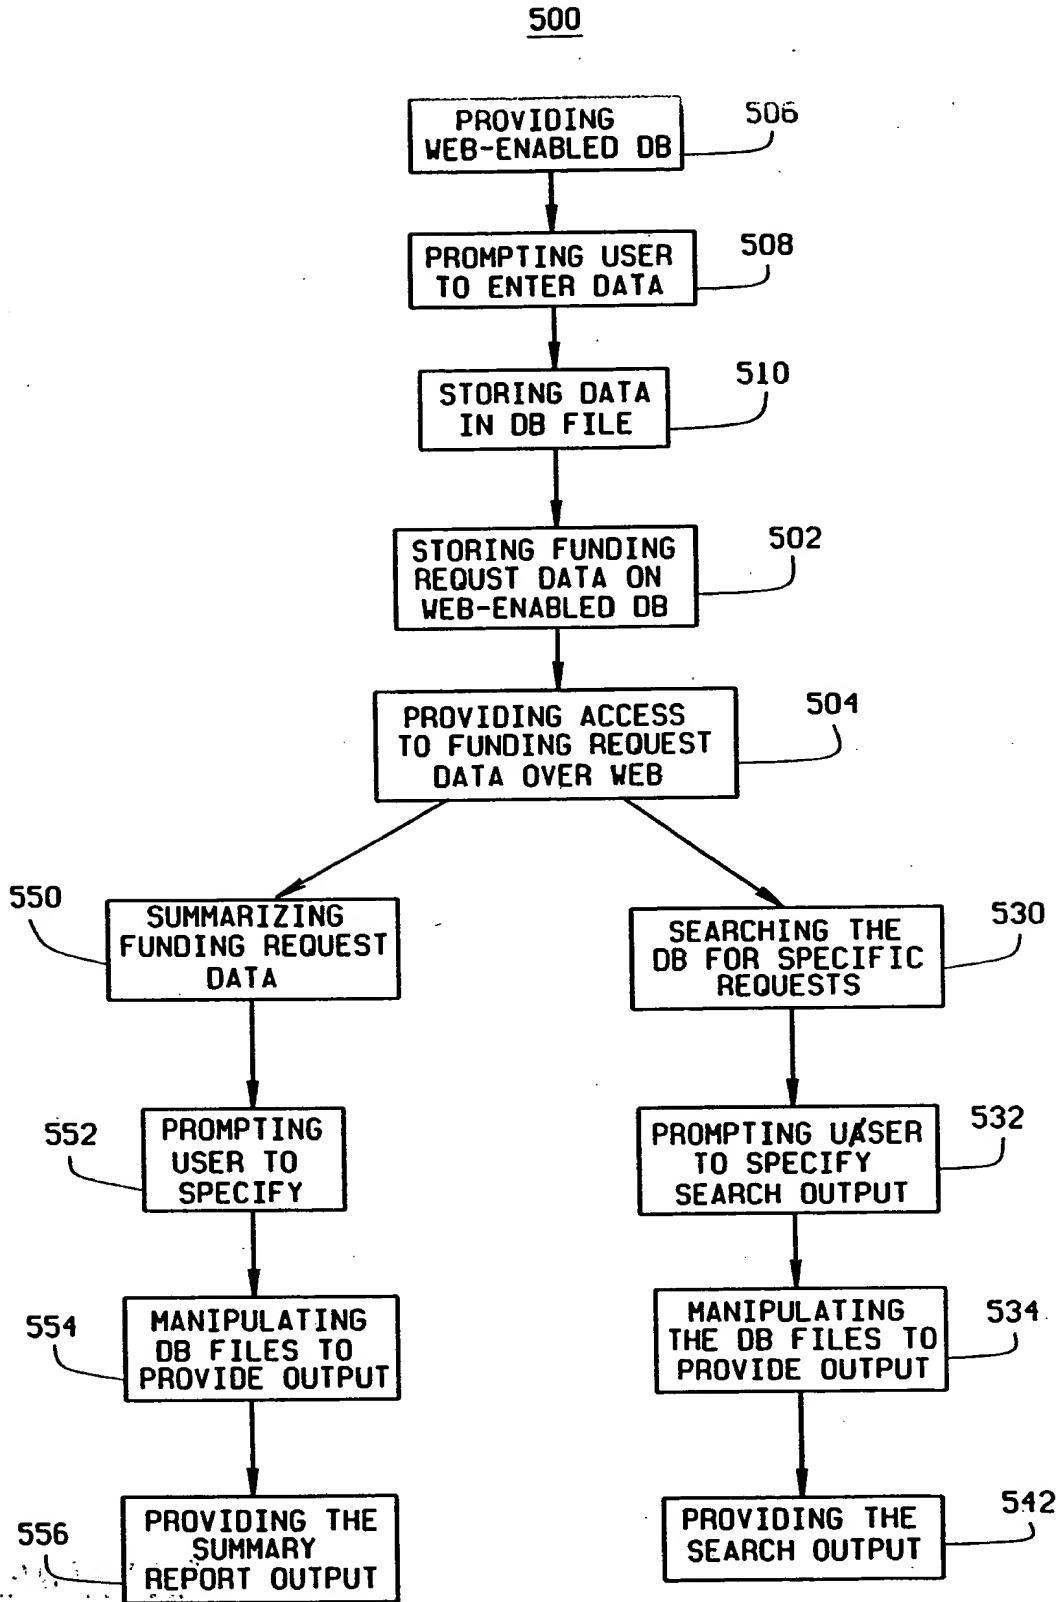 500
PROVIDING
WEB-ENABLED DB
506
PROMPTING USER
TO ENTER DATA
508
STORING DATA
IN DB FILE
510
STORING FUNDING
REQUST DATA ON
WEB-ENABLED DB
502
PROVIDING ACCESS
TO FUNDING REQUEST
DATA OVER WEB
504
550
SUMMARIZING
FUNDING REQUEST
DATA
SEARCHING THE
DB FOR SPECIFIC
REQUESTS
530
552
PROMPTING
USER TO
SPECIFY
PROMPTING UASER
TO SPECIFY
SEARCH OUTPUT
532
554
MANIPULATING
DB FILES TO
PROVIDE OUTPUT
MANIPULATING
THE DB FILES TO
PROVIDE OUTPUT
534
556
PROVIDING THE
SUMMARY
REPORT OUTPUT
PROVIDING THE
SEARCH OUTPUT
542